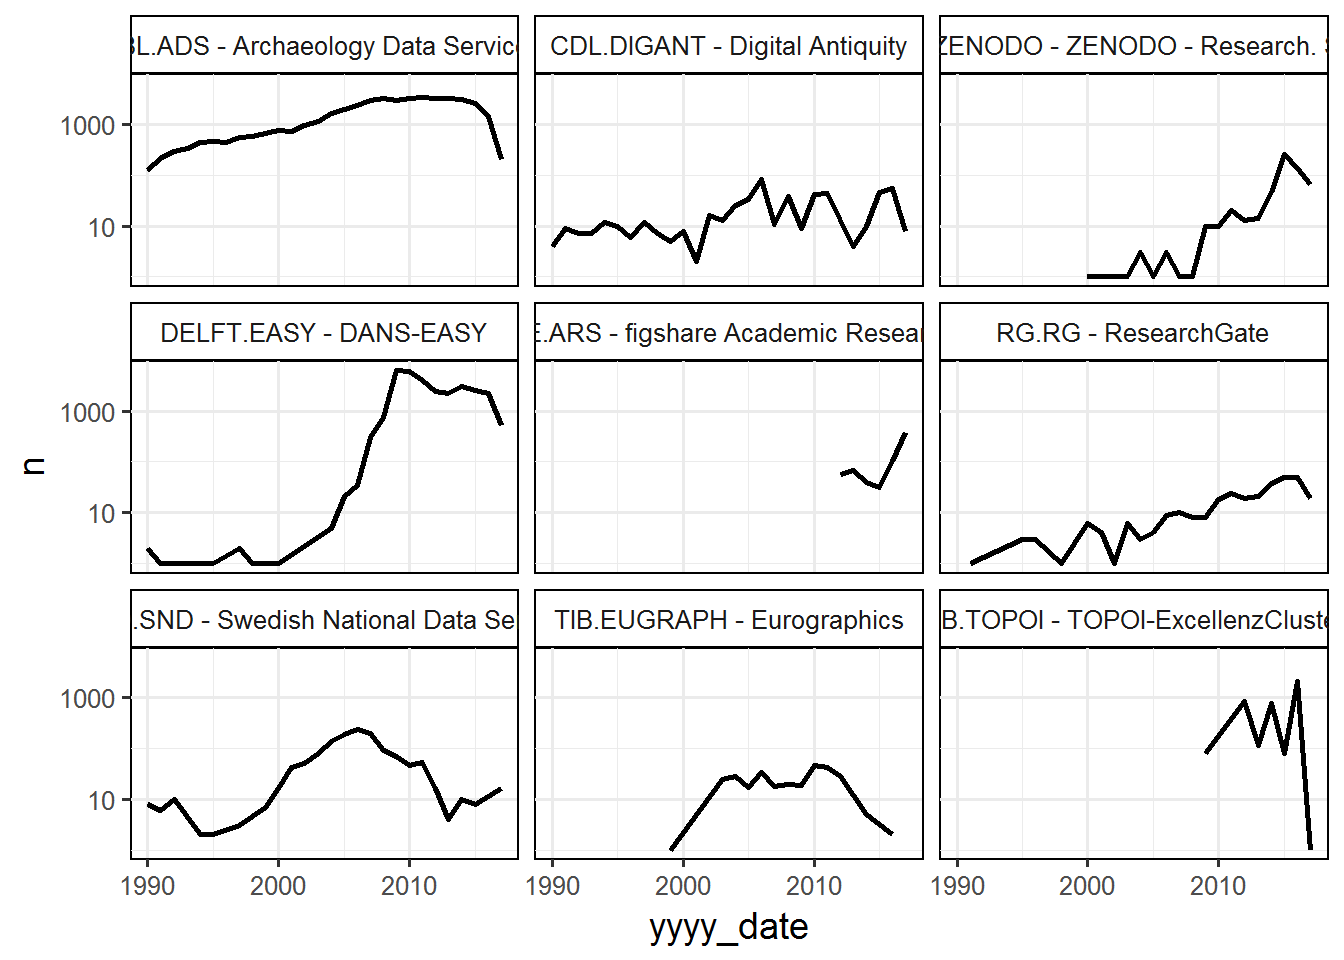 BL.ADS - Archaeology Data Service
CDL.DIGANT - Digital Antiquity
ZENODO - ZENODO - Research.
1000
10
DELFT.EASY - DANS-EASY
E.ARS - figshare Academic Resear
RG.RG - ResearchGate
1000
10
n
.SND - Swedish National Data Se
TIB.EUGRAPH - Eurographics
B.TOPOI - TOPOI-ExcellenzCluste
1000
10
1990 2000 2010 1990 2000 2010 1990 2000 2010
yyyy_date